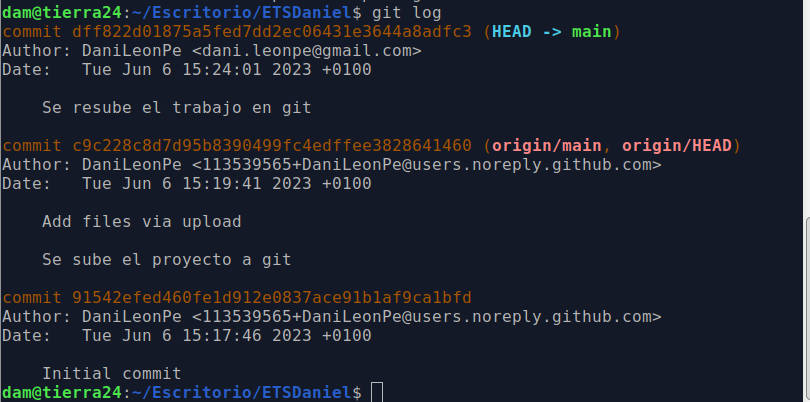 dam@tierra24:~/Escritorio/ETSDaniel$ git log
commit dff822d01875a5fed7dd2ec06431e3644a8adfc3 (HEAD -> main)
Author: DaniLeonPe <dani.leonpe@gmail.com>
Date:   Tue Jun 6 15:24:01 2023 +0100
    Se resube el trabajo en git
commit c9c228c8d7d95b8390499fc4edffee3828641460 (origin/main, origin/HEAD)
Author: DaniLeonPe <113539565+DaniLeonPe@users.noreply.github.com>
Date:   Tue Jun 6 15:19:41 2023 +0100
    Add files via upload
    Se sube el proyecto a git
commit 91542efed460fe1d912e0837ace91b1af9ca1bfd
Author: DaniLeonPe <113539565+DaniLeonPe@users.noreply.github.com>
Date:   Tue Jun 6 15:17:46 2023 +0100
    Initial commit
dam@tierra24:~/Escritorio/ETSDaniel$